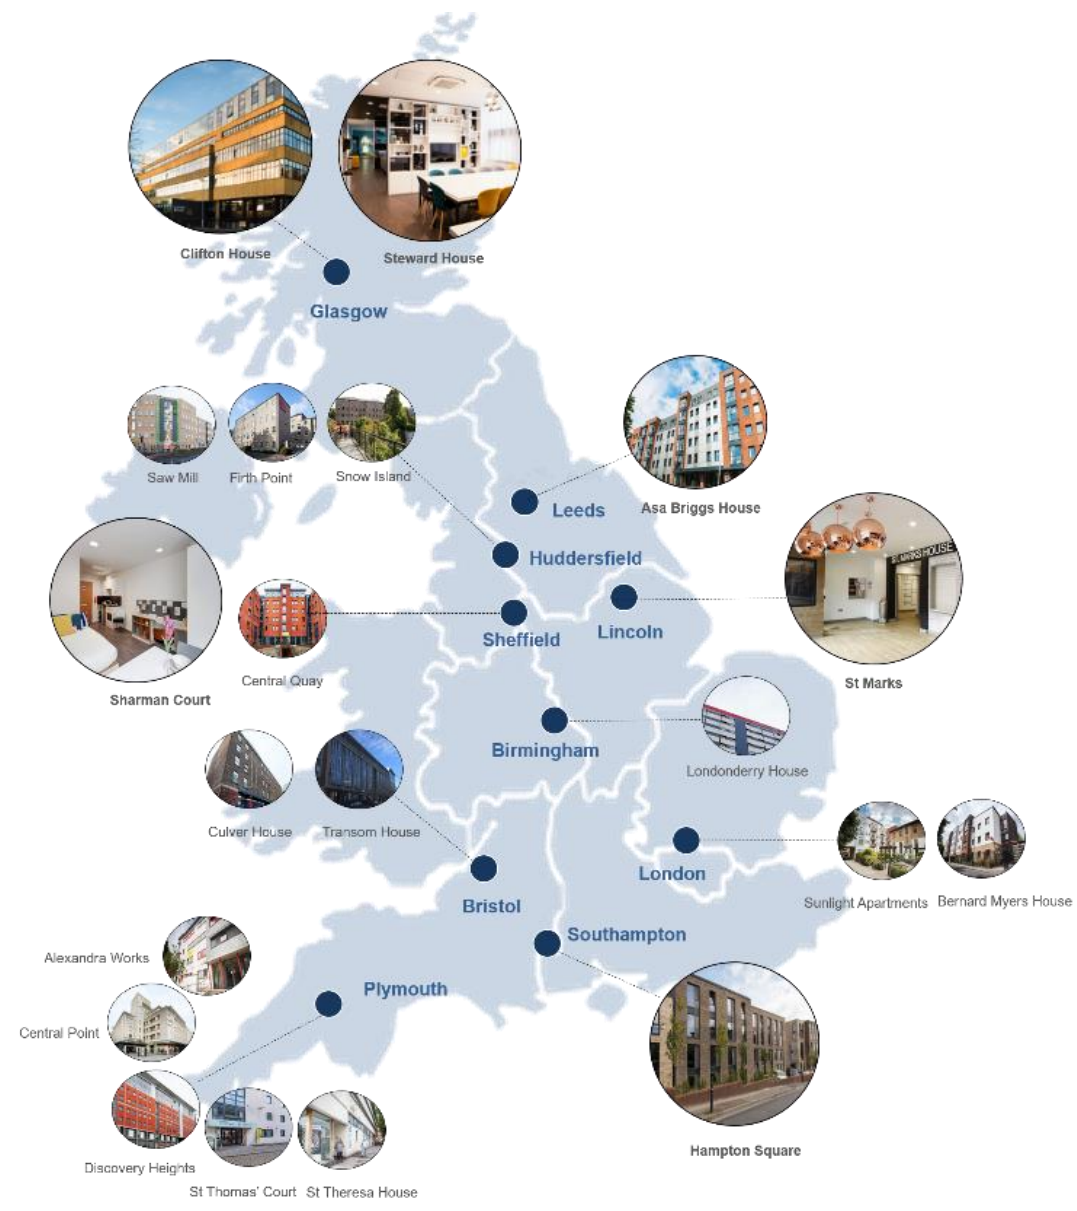 Clifton House
Steward House
Glasgow
Saw Mill
Firth Point
Snow Island
Leeds
Asa Briggs House
Huddersfield
ST MARKS HOUSE
Lincoln
Sheffield
Central Quay
Sharman Court
St Marks
Birmingham
Londonderry House
Culver House
Transom House
London
Sunlight Apartments
Bernard Myers House
Bristol
Southampton
Alexandra Works
Plymouth
Central Point
Hampton Square
Discovery Heights
St Thomas' Court
St Theresa House